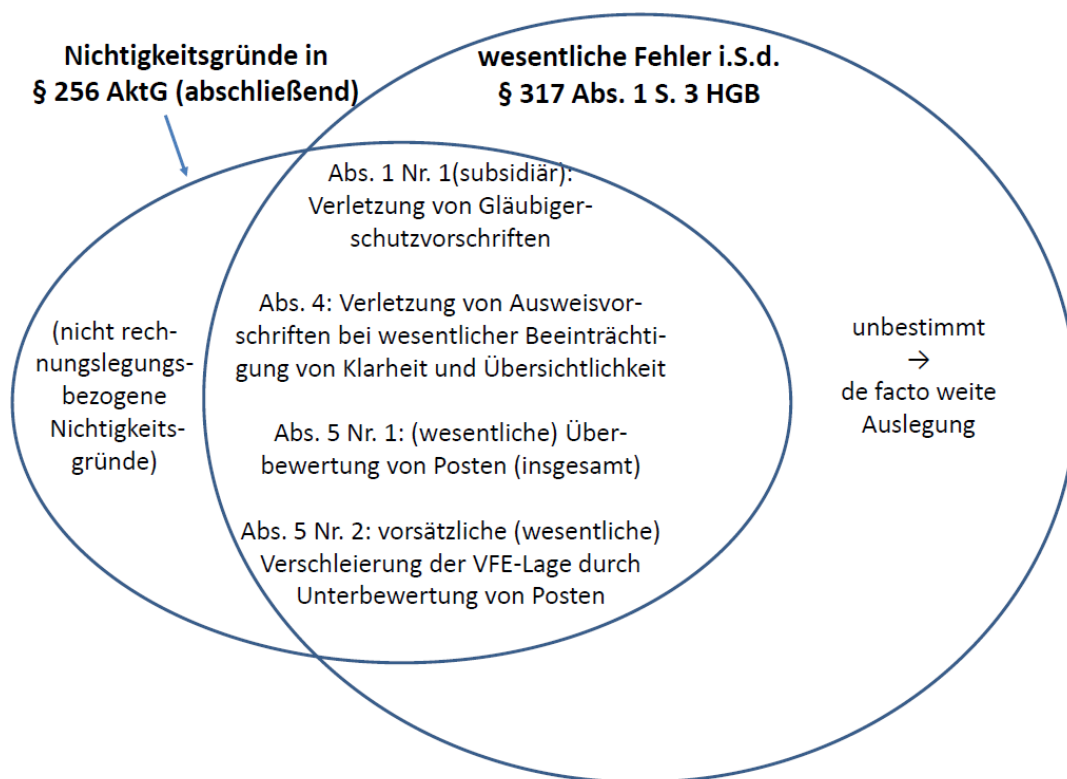 Nichtigkeitsgründe in
§ 256 AktG (abschließend)
wesentliche Fehler i.S.d.
§ 317 Abs. 1 S. 3 HGB
Abs. 1 Nr. 1(subsidiär):
Verletzung von Gläubiger-
schutzvorschriften
Abs. 4: Verletzung von Ausweisvor-
schriften bei wesentlicher Beeinträchti-
gung von Klarheit und Übersichtlichkeit
Abs. 5 Nr. 1: (wesentliche) Über-
bewertung von Posten (insgesamt)
Abs. 5 Nr. 2: vorsätzliche (wesentliche)
Verschleierung der VFE-Lage durch
Unterbewertung von Posten
(nicht rech-
nungslegungs-
bezogene
Nichtigkeits-
gründe)
unbestimmt
→
de facto weite
Auslegung